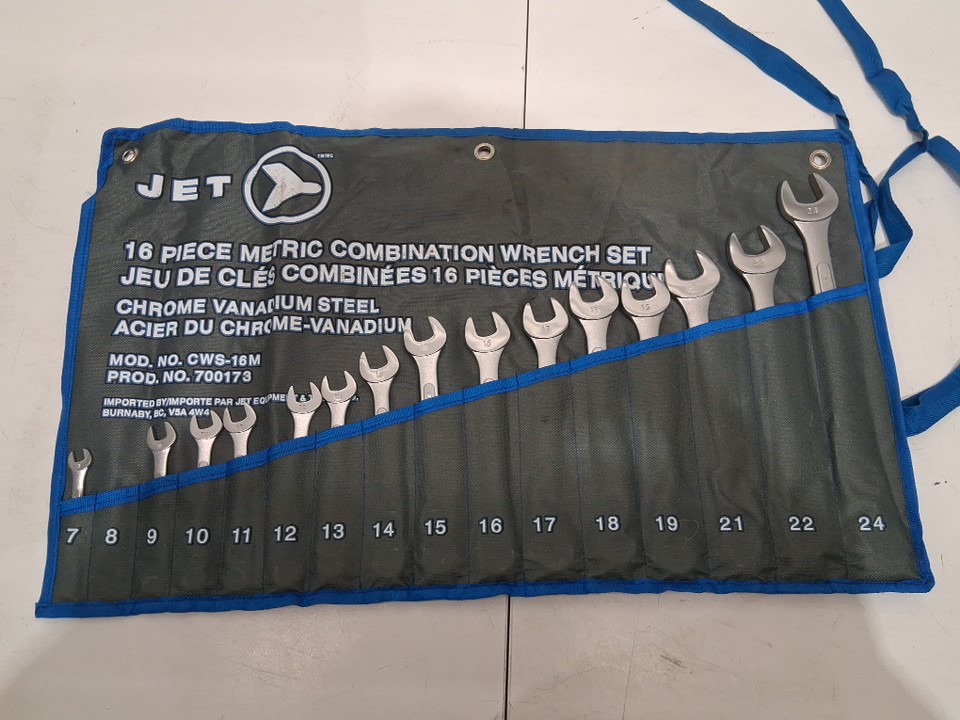 JET
16 PIECE METRIC COMBINATION WRENCH SET
JEU DE CLÉS COMBINÉES 16 PIÈCES MÉTRIQU
CHROME VANADIUM STEEL
ACIER DU CHROME-VANADIUM
MOD. NO. CWS-16M
PROD. NO. 700173
IMPORTED BY/IMPORTE PAR JET EQUIPMENT &
BURNABY, BC, V5A 4W4
7 8 9 10 11 12 13 14 15 16 17 18 19 21 22 24